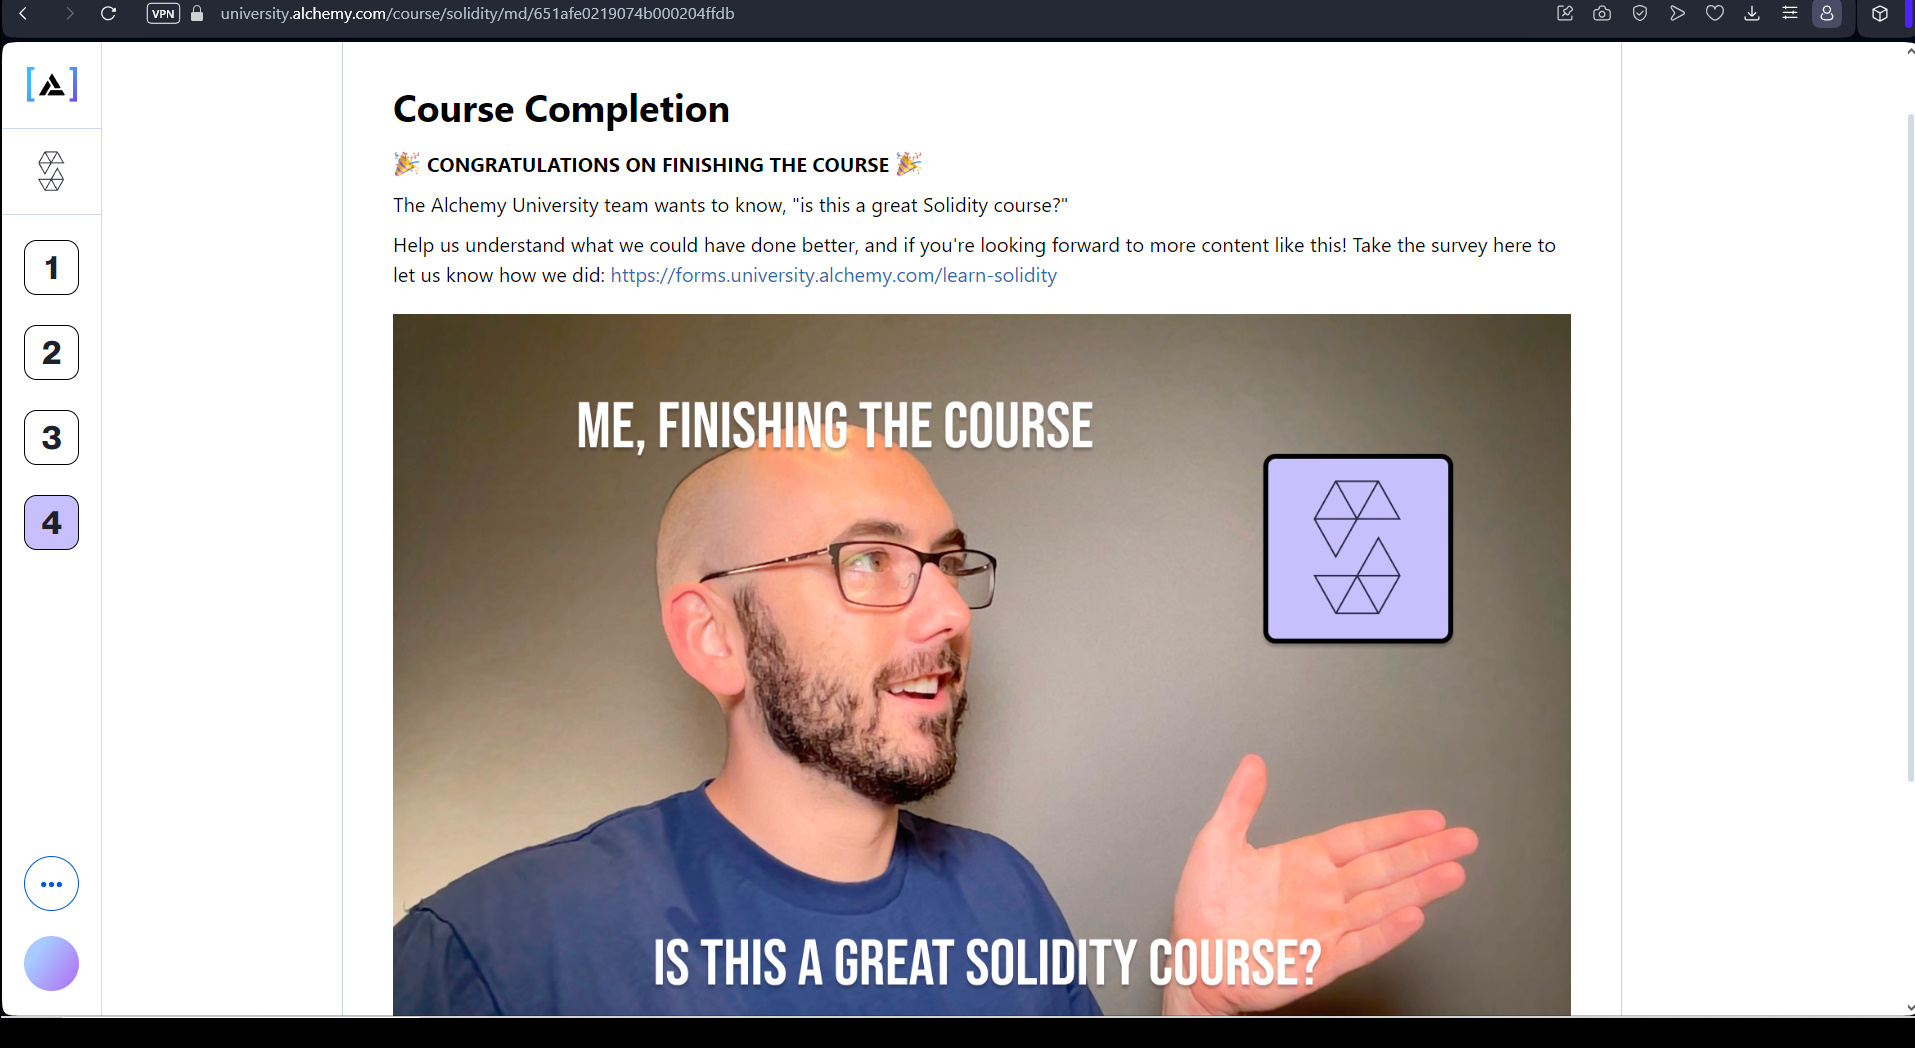 VPN
university.alchemy.com/course/solidity/md/651afe0219074b000204ffdb
1
2
3
4
Course Completion
🎉 CONGRATULATIONS ON FINISHING THE COURSE 🎉
The Alchemy University team wants to know, "is this a great Solidity course?"
Help us understand what we could have done better, and if you're looking forward to more content like this! Take the survey here to
let us know how we did: https://forms.university.alchemy.com/learn-solidity
ME, FINISHING THE COURSE
IS THIS A GREAT SOLIDITY COURSE?